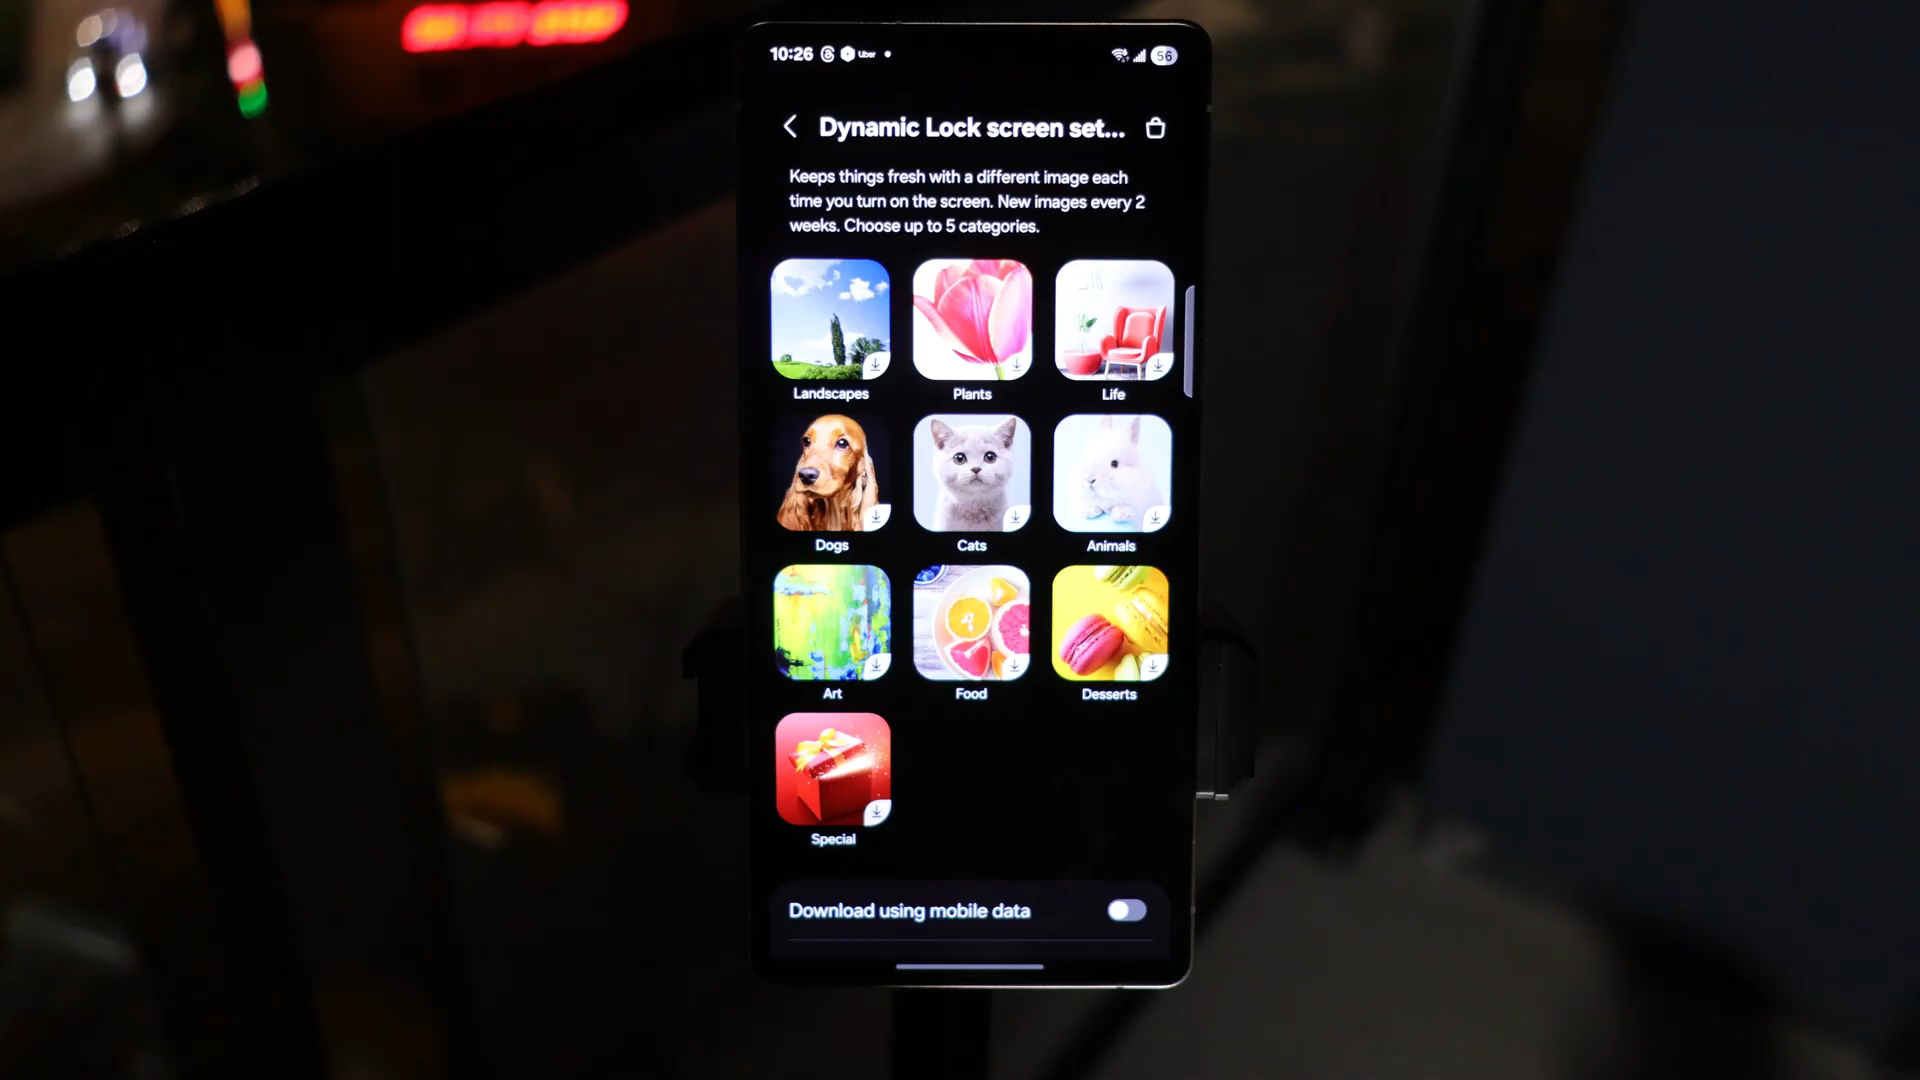 10:26 Uber 56
Dynamic Lock screen set...
Keeps things fresh with a different image each
time you turn on the screen. New images every 2
weeks. Choose up to 5 categories.
Landscapes Plants Life
Dogs Cats Animals
Art Food Desserts
Special
Download using mobile data